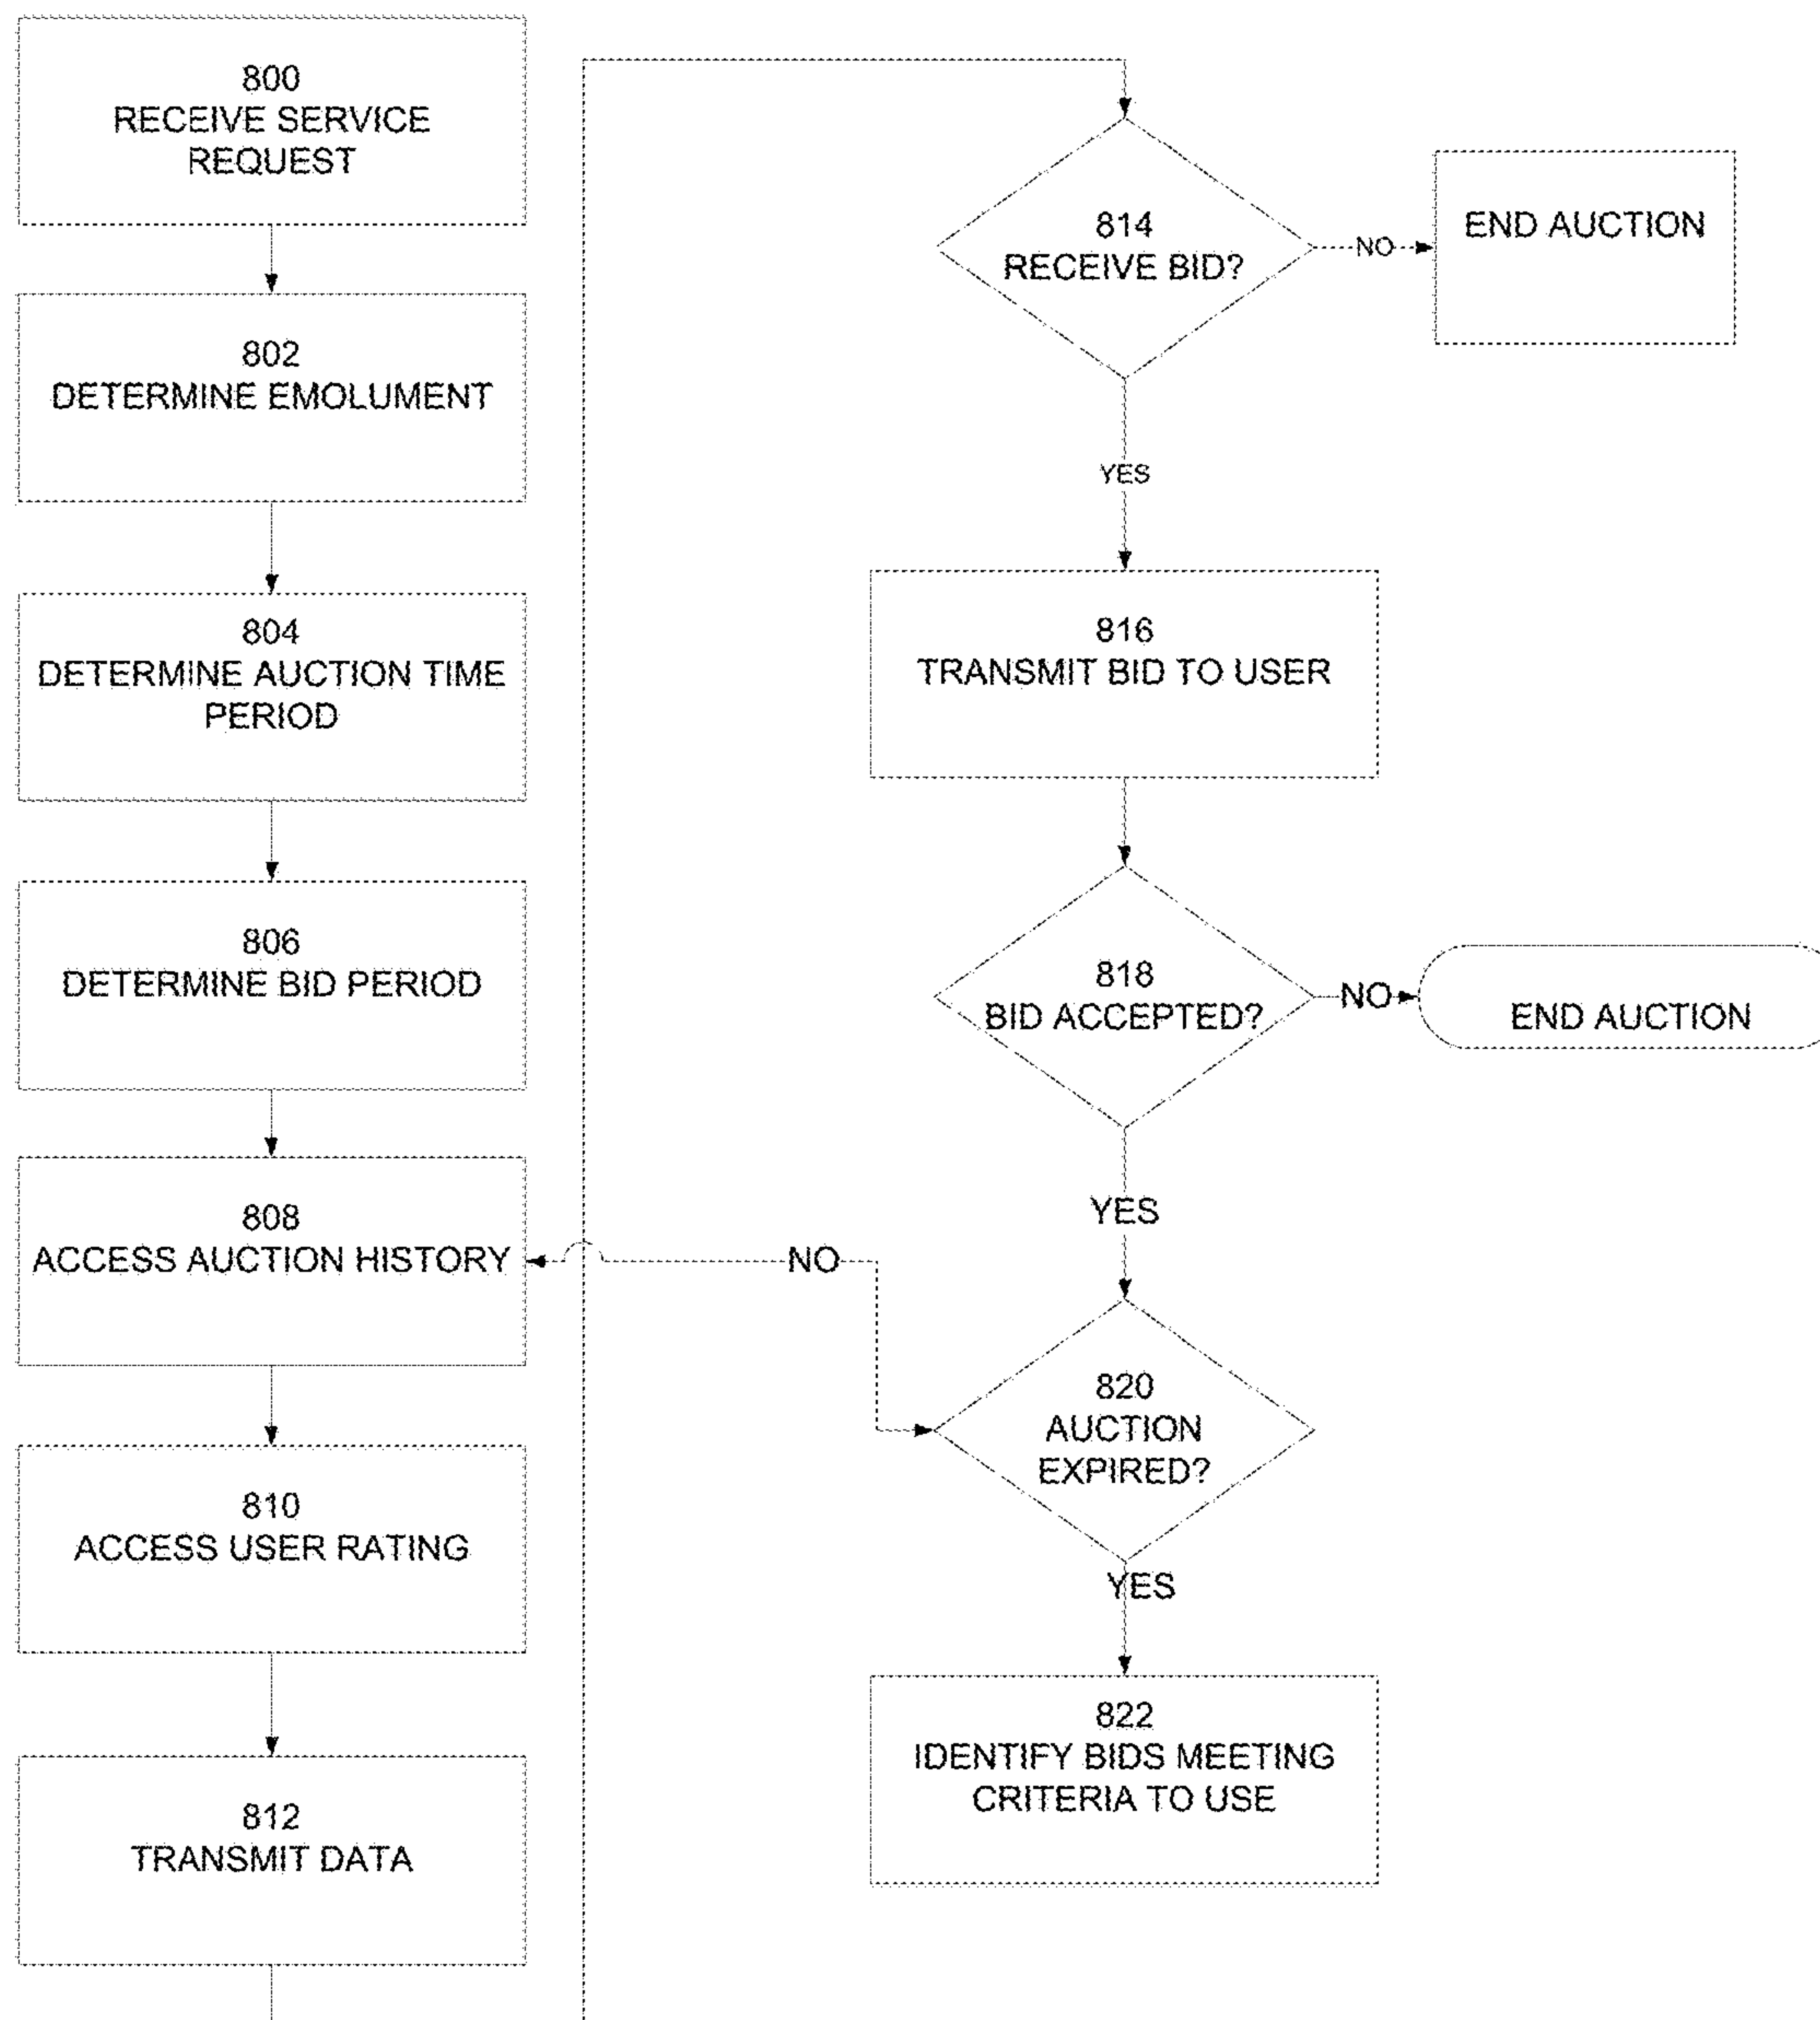 800
RECEIVE SERVICE
REQUEST
802
DETERMINE EMOLUMENT
804
DETERMINE AUCTION TIME
PERIOD
806
DETERMINE BID PERIOD
808
ACCESS AUCTION HISTORY
810
ACCESS USER RATING
812
TRANSMIT DATA
814
RECEIVE BID?
NO
END AUCTION
YES
816
TRANSMIT BID TO USER
818
BID ACCEPTED?
NO
END AUCTION
YES
NO
820
AUCTION
EXPIRED?
YES
822
IDENTIFY BIDS MEETING
CRITERIA TO USE